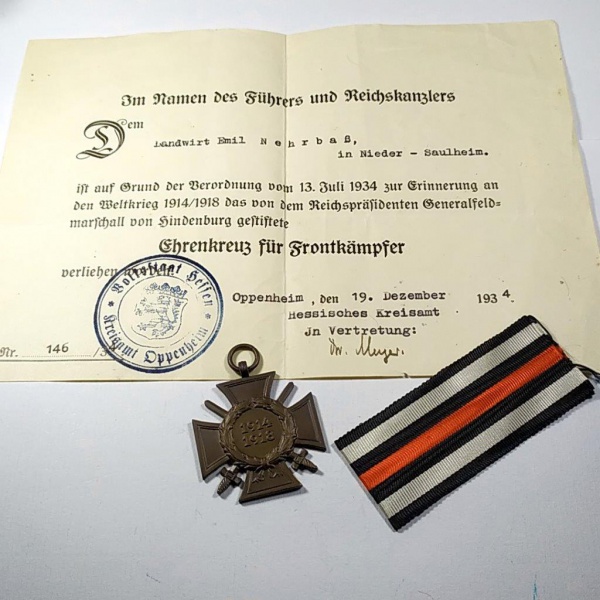 Im Namen des Führers und Reichskanzlers
Dem
Landwirt Emil Nehrbaß,
in Nieder - Saulheim.
ist auf Grund der Verordnung vom 13. Juli 1934 zur Erinnerung an
den Weltkrieg 1914/1918 das von dem Reichspräsidenten Generalfeld-
marschall von Hindenburg gestiftete
Ehrenkreuz für Frontkämpfer
verliehen worden.
Volksstaat Hessen
Kreisamt Oppenheim
Oppenheim, den 19. Dezember 1934.
Hessisches Kreisamt
In Vertretung:
Dr.
Nr. 146
1914
1918